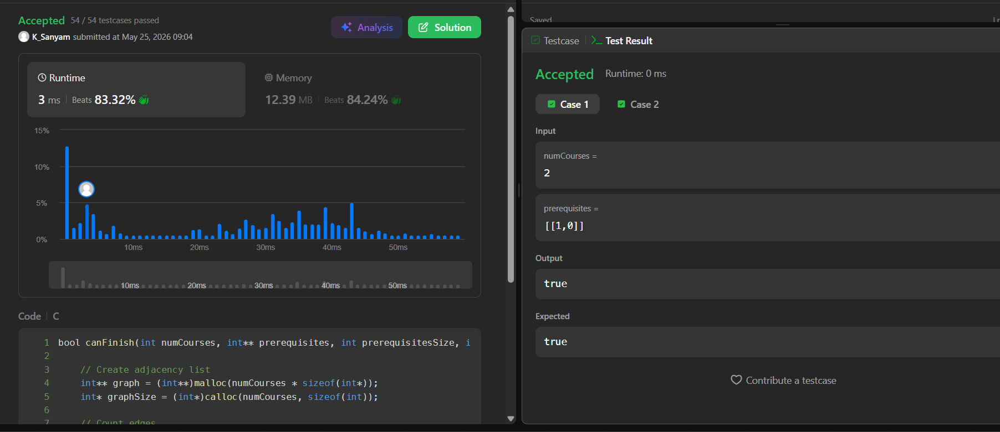 Accepted 54 / 54 testcases passed
K_Sanyam submitted at May 25, 2026 09:04
Analysis
Solution
Runtime
3 ms | Beats 83.32%
Memory
12.39 MB | Beats 84.24%
15%
10%
5%
0%
10ms 20ms 30ms 40ms 50ms
10ms 20ms 30ms 40ms 50ms
Code | C
1 bool canFinish(int numCourses, int** prerequisites, int prerequisitesSize, i
2
3 // Create adjacency list
4 int** graph = (int**)malloc(numCourses * sizeof(int*));
5 int* graphSize = (int*)calloc(numCourses, sizeof(int));
6
7 // Count edges
Saved
Testcase | >_ Test Result
Accepted Runtime: 0 ms
Case 1 Case 2
Input
numCourses =
2
prerequisites =
[[1,0]]
Output
true
Expected
true
Contribute a testcase